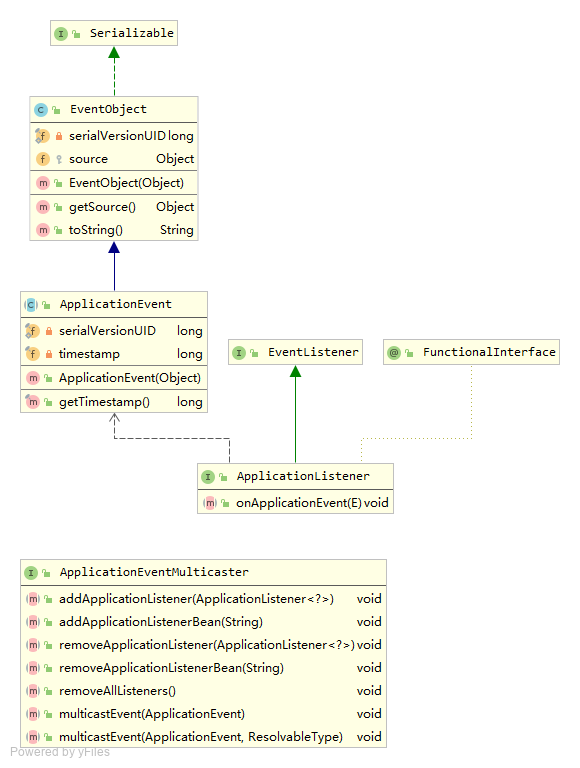 Serializable
EventObject
serialVersionUID long
source Object
EventObject(Object)
getSource() Object
toString() String
ApplicationEvent
serialVersionUID long
timestamp long
ApplicationEvent(Object)
getTimestamp() long
EventListener
FunctionalInterface
ApplicationListener
onApplicationEvent(E) void
ApplicationEventMulticaster
addApplicationListener(ApplicationListener<?>) void
addApplicationListenerBean(String) void
removeApplicationListener(ApplicationListener<?>) void
removeApplicationListenerBean(String) void
removeAllListeners() void
multicastEvent(ApplicationEvent) void
multicastEvent(ApplicationEvent, ResolvableType) void
Powered by yFiles